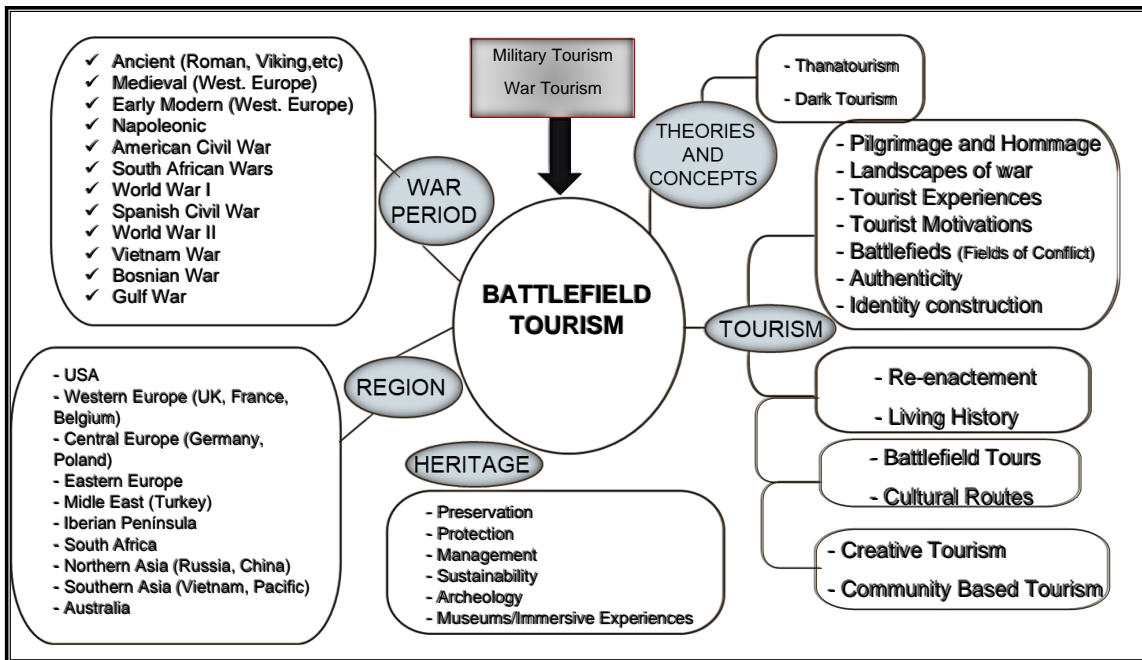 ✓ Ancient (Roman, Viking,etc)
✓ Medieval (West. Europe)
✓ Early Modern (West. Europe)
✓ Napoleonic
✓ American Civil War
✓ South African Wars
✓ World War I
✓ Spanish Civil War
✓ World War II
✓ Vietnam War
✓ Bosnian War
✓ Gulf War
WAR
PERIOD
Military Tourism
War Tourism
THEORIES
AND
CONCEPTS
- Thanatourism
- Dark Tourism
BATTLEFIELD
TOURISM
- Pilgrimage and Hommage
- Landscapes of war
- Tourist Experiences
- Tourist Motivations
- Battlefieds (Fields of Conflict)
- Authenticity
- Identity construction
TOURISM
- Re-enactement
- Living History
- Battlefield Tours
- Cultural Routes
- Creative Tourism
- Community Based Tourism
REGION
- USA
- Western Europe (UK, France,
Belgium)
- Central Europe (Germany,
Poland)
- Eastern Europe
- Midle East (Turkey)
- Iberian Península
- South Africa
- Northern Asia (Russia, China)
- Southern Asia (Vietnam, Pacific)
- Australia
HERITAGE
- Preservation
- Protection
- Management
- Sustainability
- Archeology
- Museums/Immersive Experiences